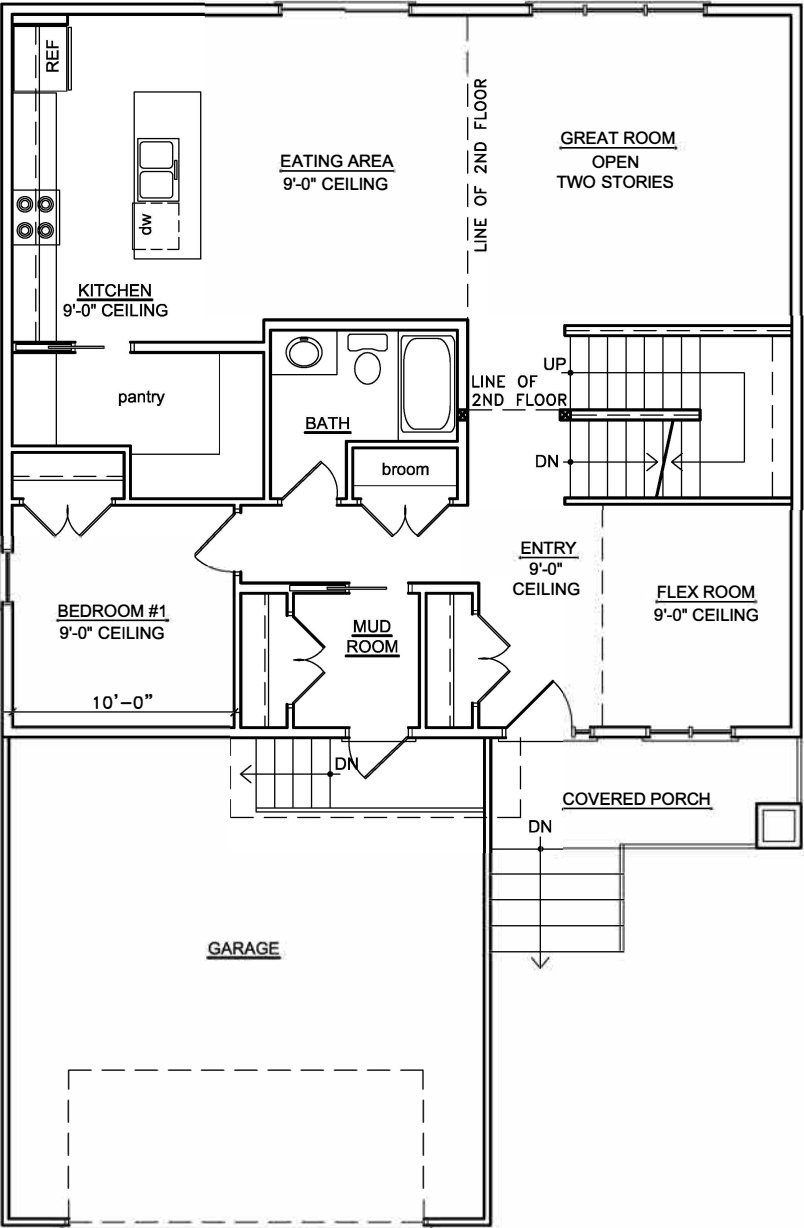 REF
EATING AREA
9'-0" CEILING
LINE OF 2ND FLOOR
GREAT ROOM
OPEN
TWO STORIES
dw
KITCHEN
9'-0" CEILING
pantry
BATH
broom
LINE OF
2ND FLOOR
UP
DN
ENTRY
9'-0"
CEILING
FLEX ROOM
9'-0" CEILING
BEDROOM #1
9'-0" CEILING
MUD
ROOM
10'-0"
DN
COVERED PORCH
DN
GARAGE